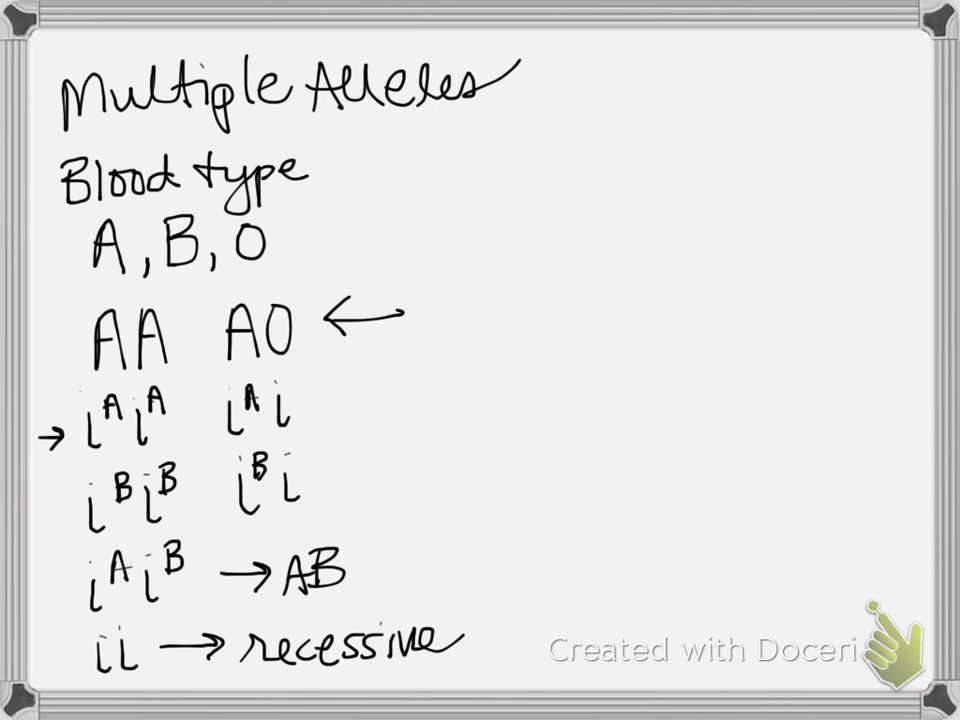 Multiple Alleles
Blood type
A, B, O
AA AO ←
→ i^A i^A i^A i
i^B i^B i^B i
i^A i^B → AB
ii → recessive
Created with Doceri